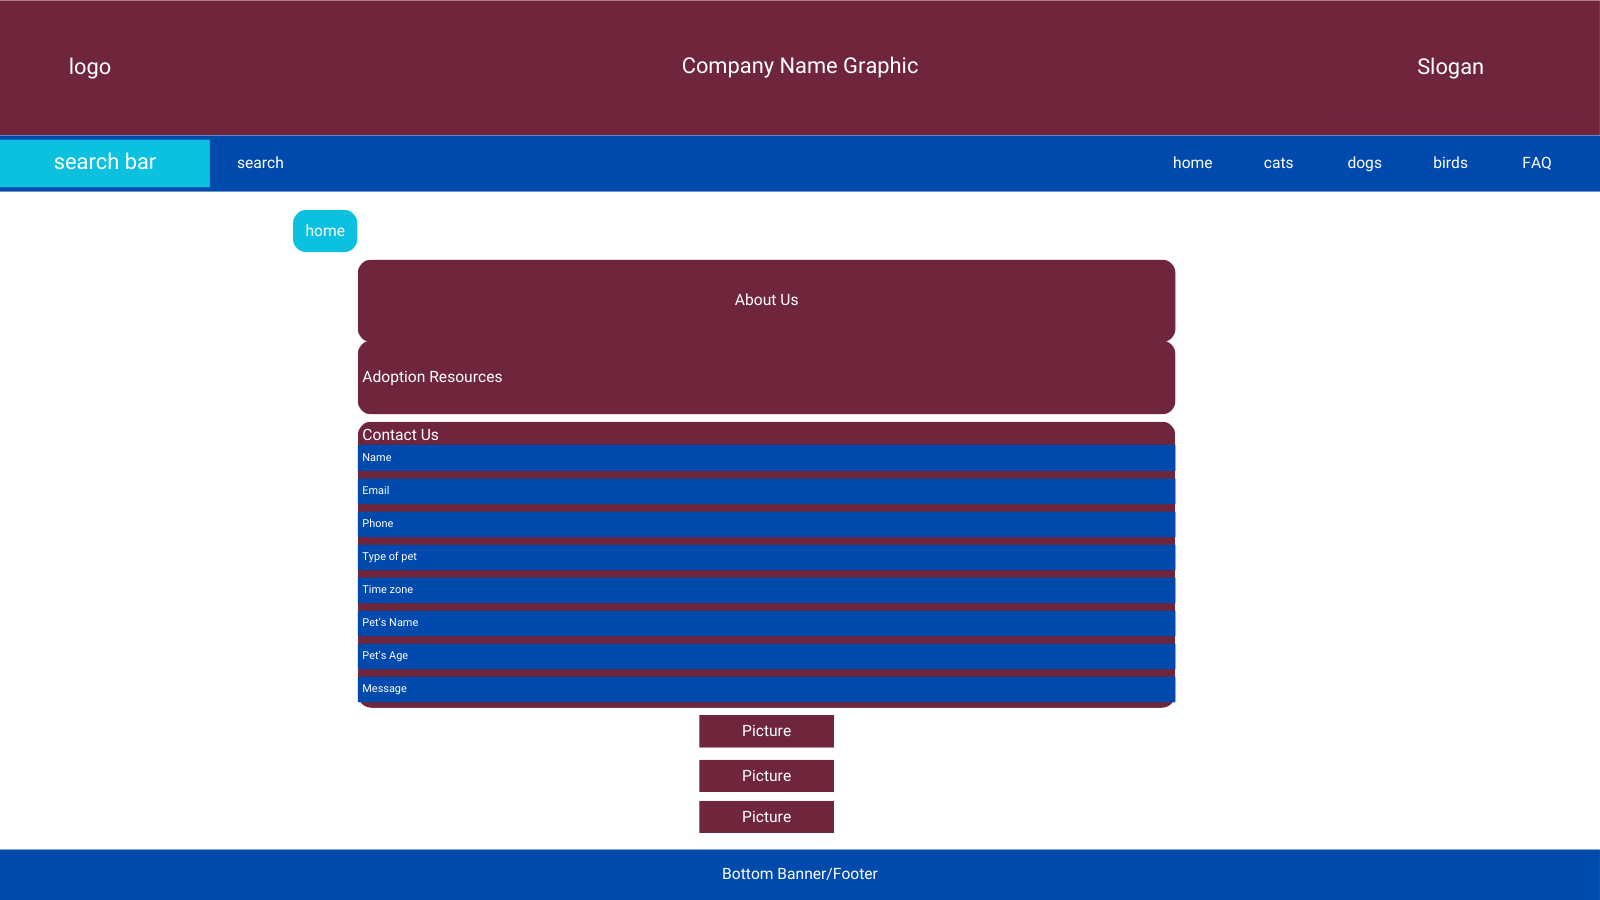 logo
Company Name Graphic
Slogan
search bar
search
home
cats
dogs
birds
FAQ
home
About Us
Adoption Resources
Contact Us
Name
Email
Phone
Type of pet
Time zone
Pet's Name
Pet's Age
Message
Picture
Picture
Picture
Bottom Banner/Footer